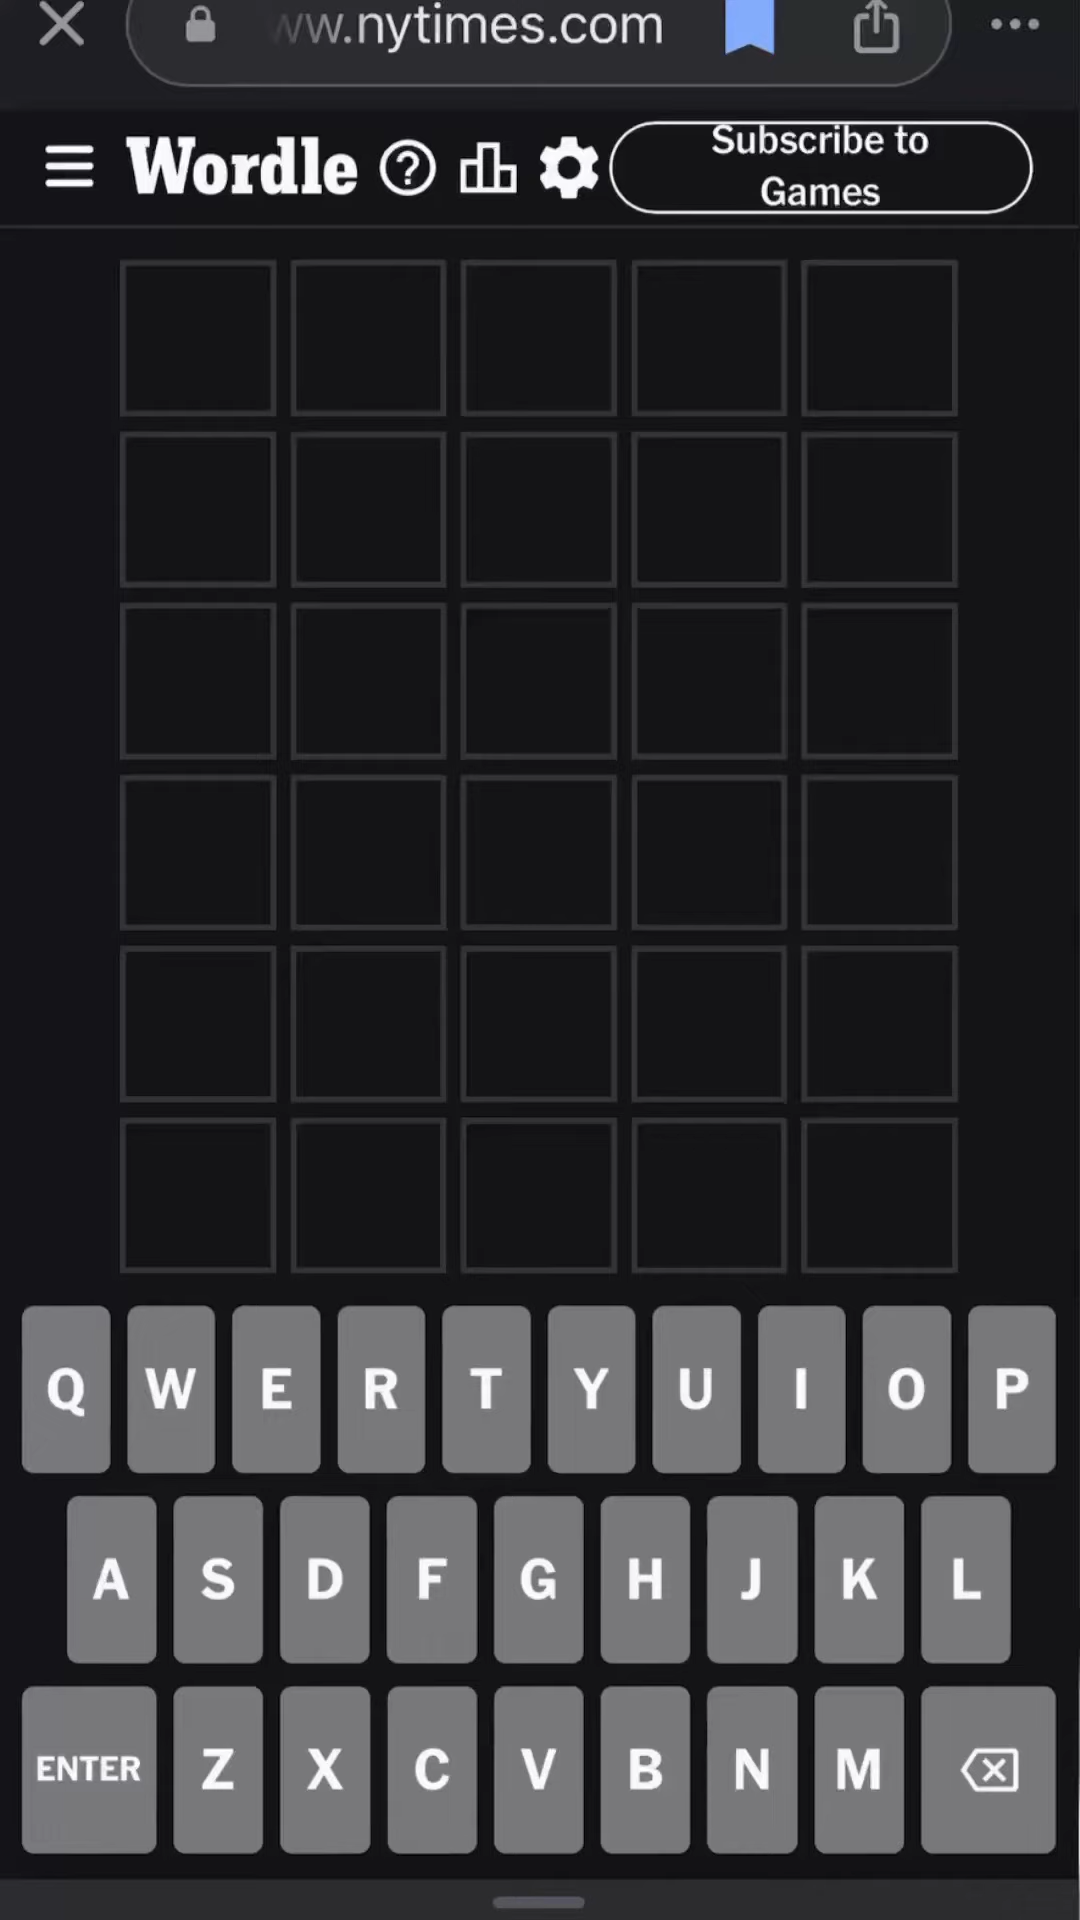 ww.nytimes.com
Wordle
Subscribe to
Games
Q W E R T Y U I O P
A S D F G H J K L
ENTER Z X C V B N M